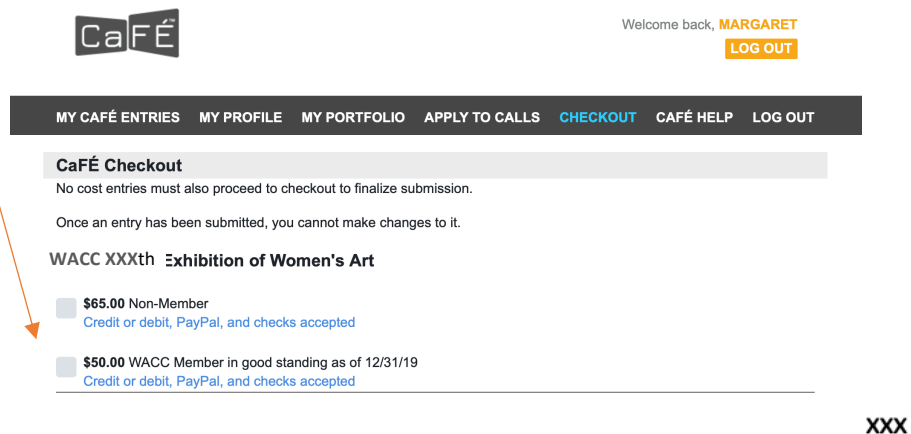 CaFÉ™
Welcome back, MARGARET
LOG OUT
MY CAFÉ ENTRIES MY PROFILE MY PORTFOLIO APPLY TO CALLS CHECKOUT CAFÉ HELP LOG OUT
CaFÉ Checkout
No cost entries must also proceed to checkout to finalize submission.
Once an entry has been submitted, you cannot make changes to it.
WACC XXXth Exhibition of Women's Art
$65.00 Non-Member
Credit or debit, PayPal, and checks accepted
$50.00 WACC Member in good standing as of 12/31/19
Credit or debit, PayPal, and checks accepted
XXX